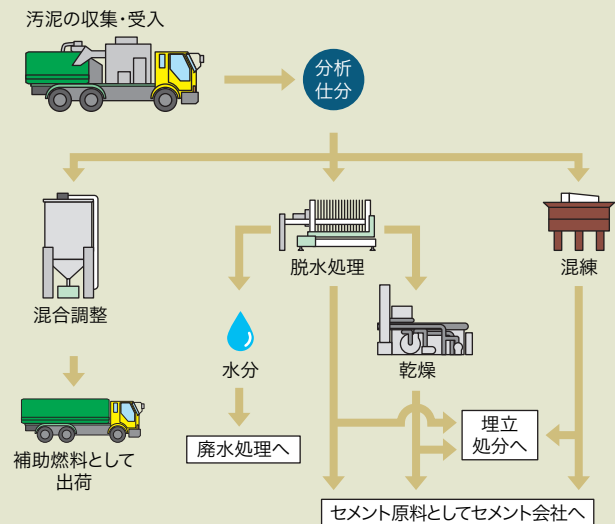 汚泥の収集・受入
分析
仕分
混合調整
脱水処理
混練
水分
乾燥
補助燃料として
出荷
廃水処理へ
埋立
処分へ
セメント原料としてセメント会社へ